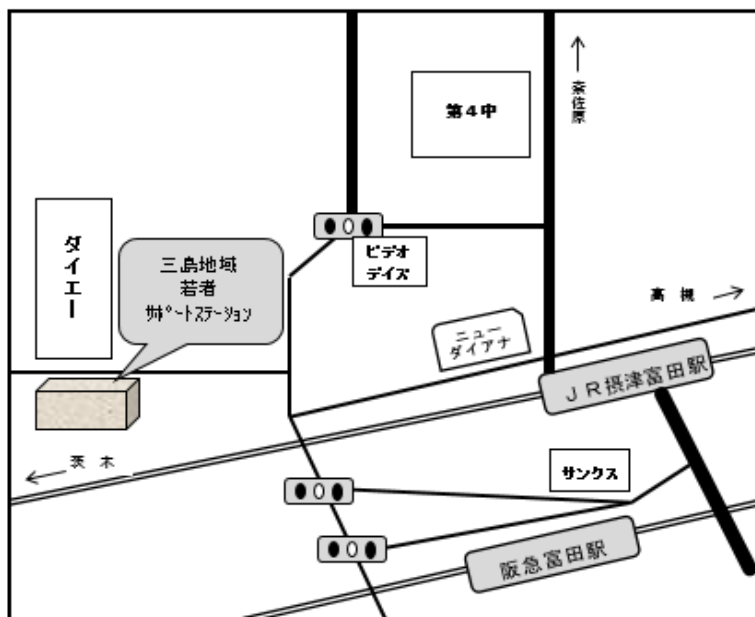 第４中
奈佐原
ダイエー
三島地域
若者
ｻﾎﾟｰﾄｽﾃｰｼｮﾝ
ビデオ
デイズ
高　槻
ニュー
ダイアナ
ＪＲ摂津富田駅
茨　木
サンクス
阪急富田駅